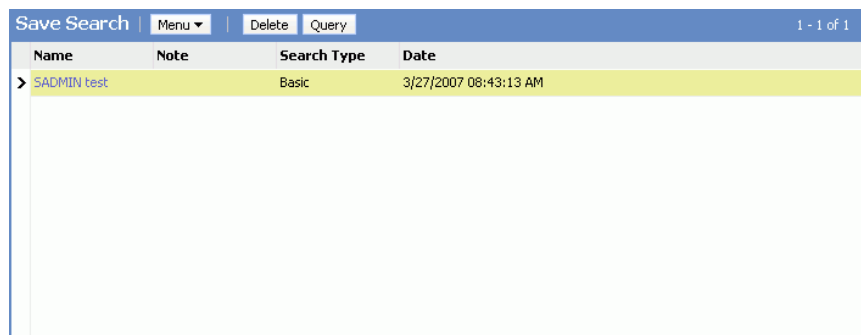 Save Search | Menu ▼ | Delete Query 1 - 1 of 1
Name Note Search Type Date
SADMIN test Basic 3/27/2007 08:43:13 AM